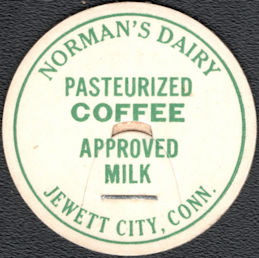 NORMAN'S DAIRY
PASTEURIZED
COFFEE
APPROVED
MILK
JEWETT CITY, CONN.